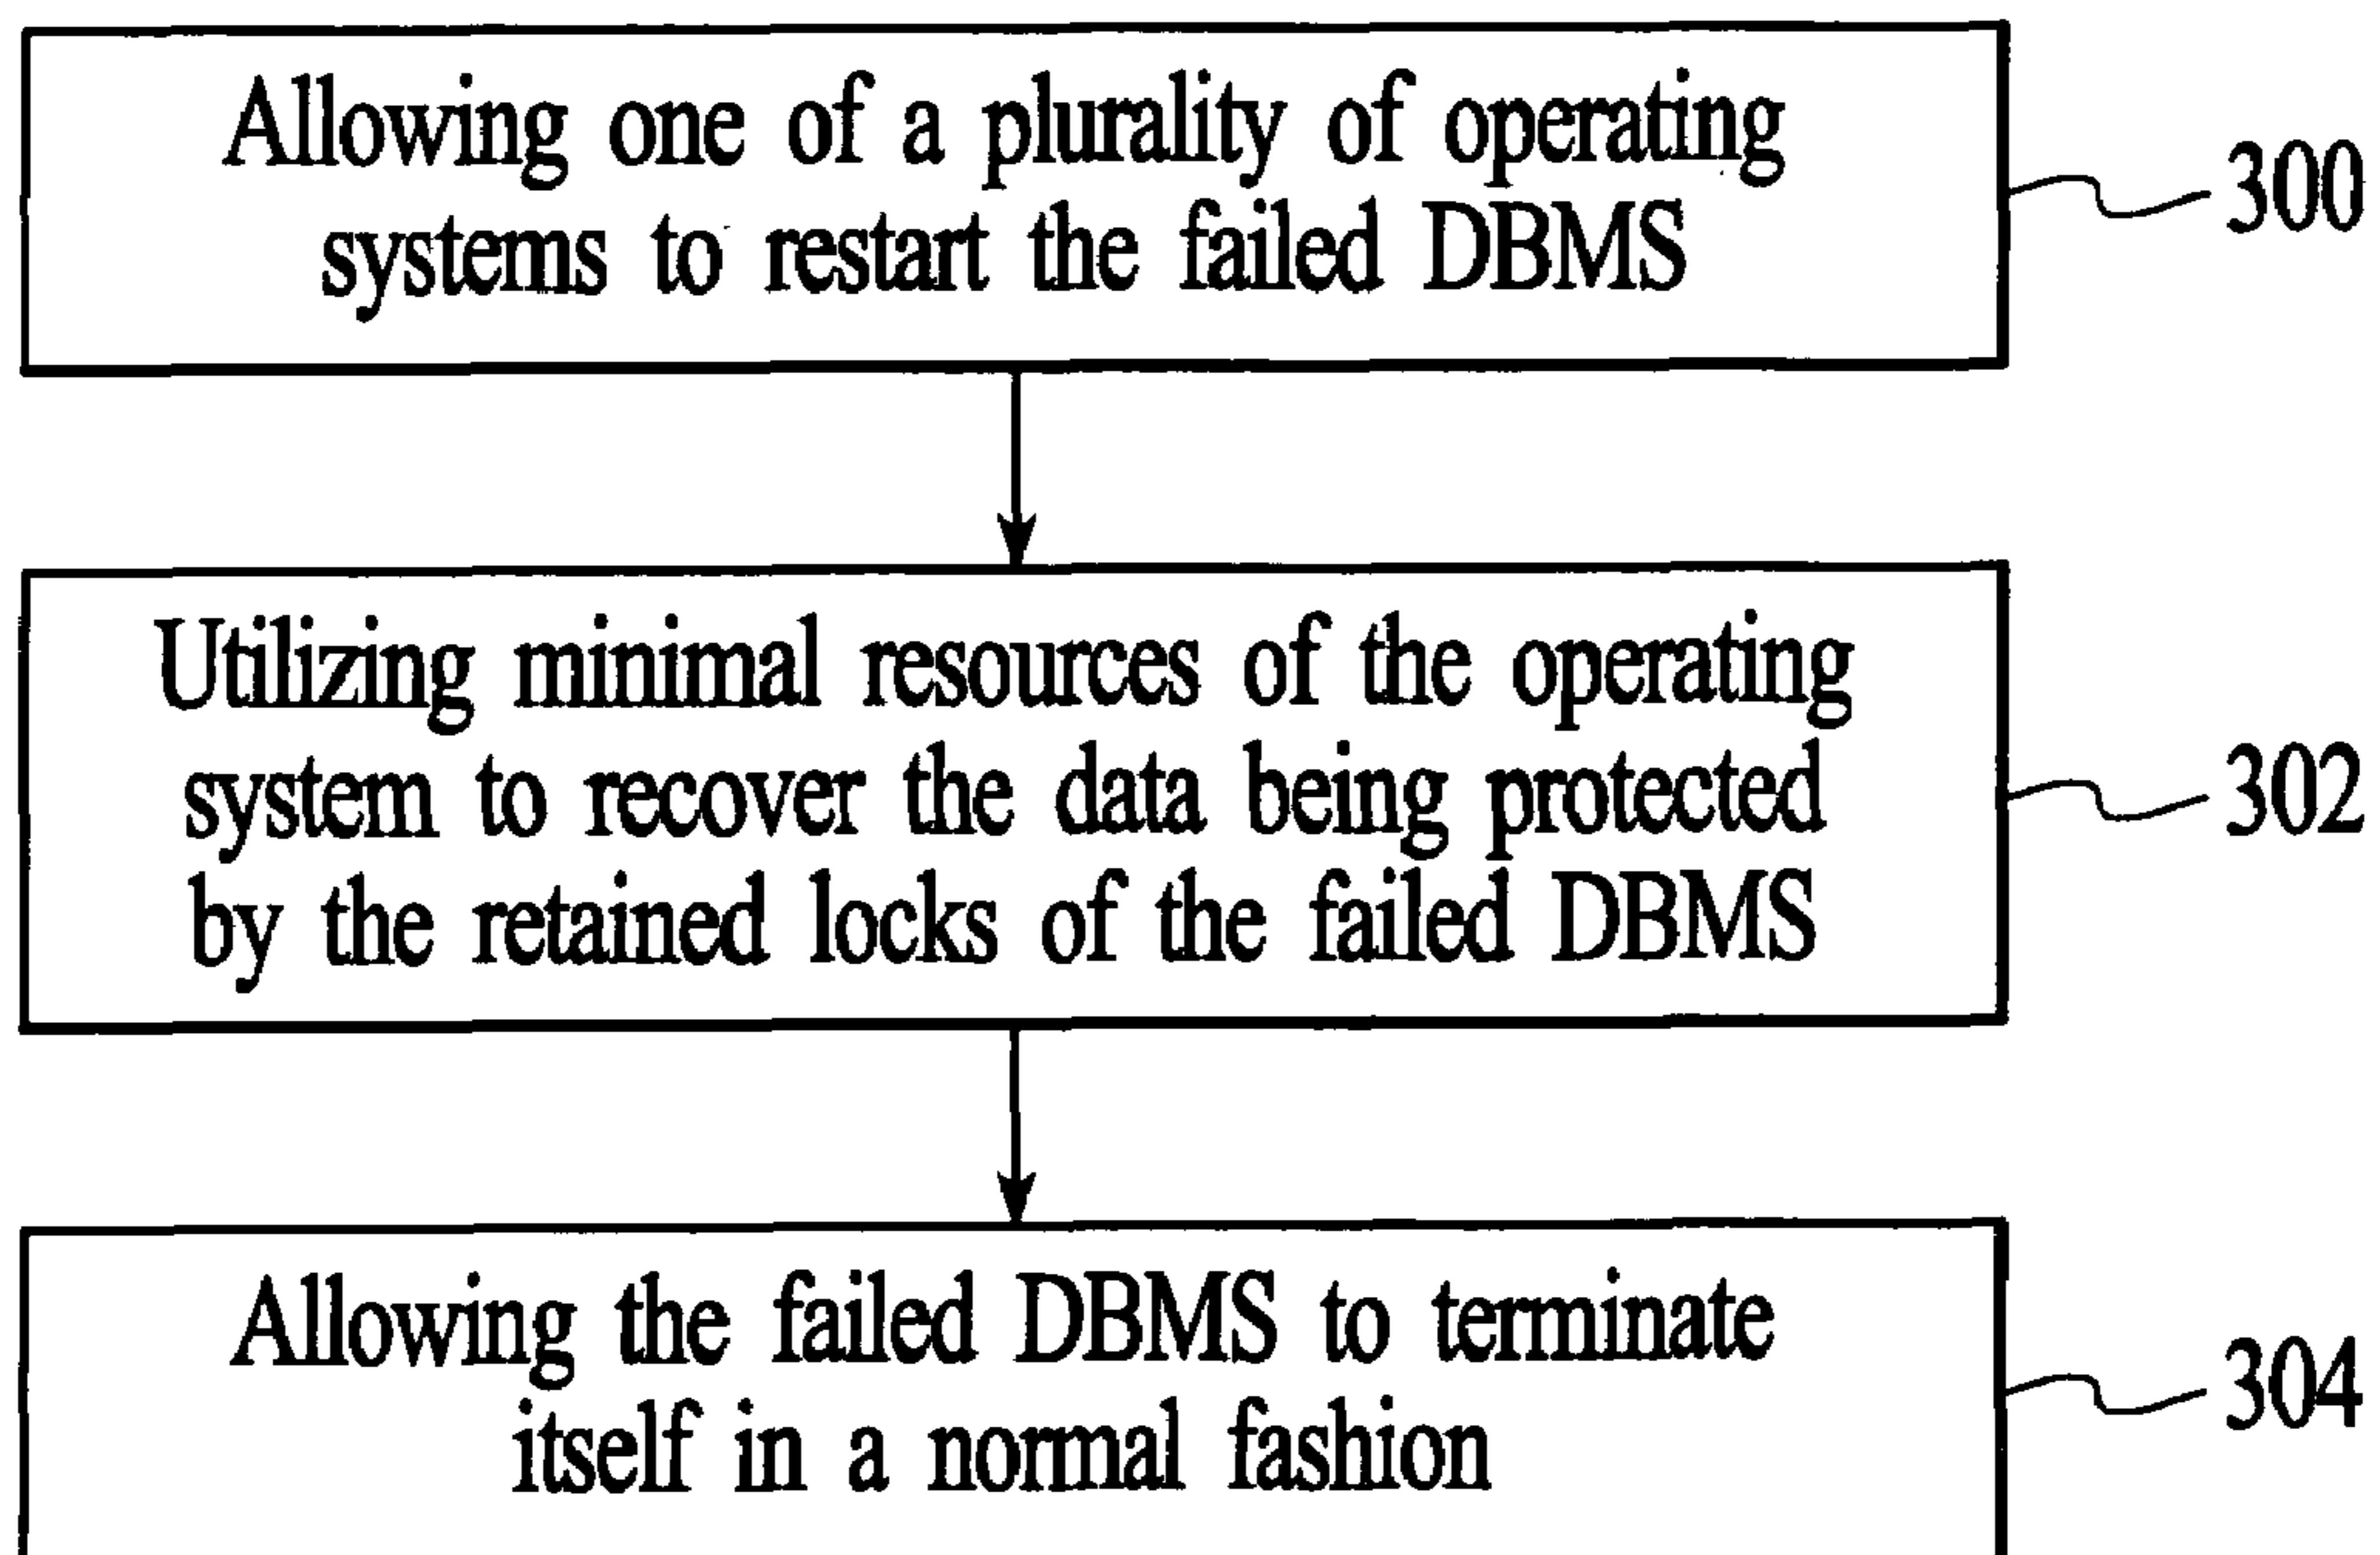 Allowing one of a plurality of operating
systems to restart the failed DBMS
300
Utilizing minimal resources of the operating
system to recover the data being protected
by the retained locks of the failed DBMS
302
Allowing the failed DBMS to terminate
itself in a normal fashion
304